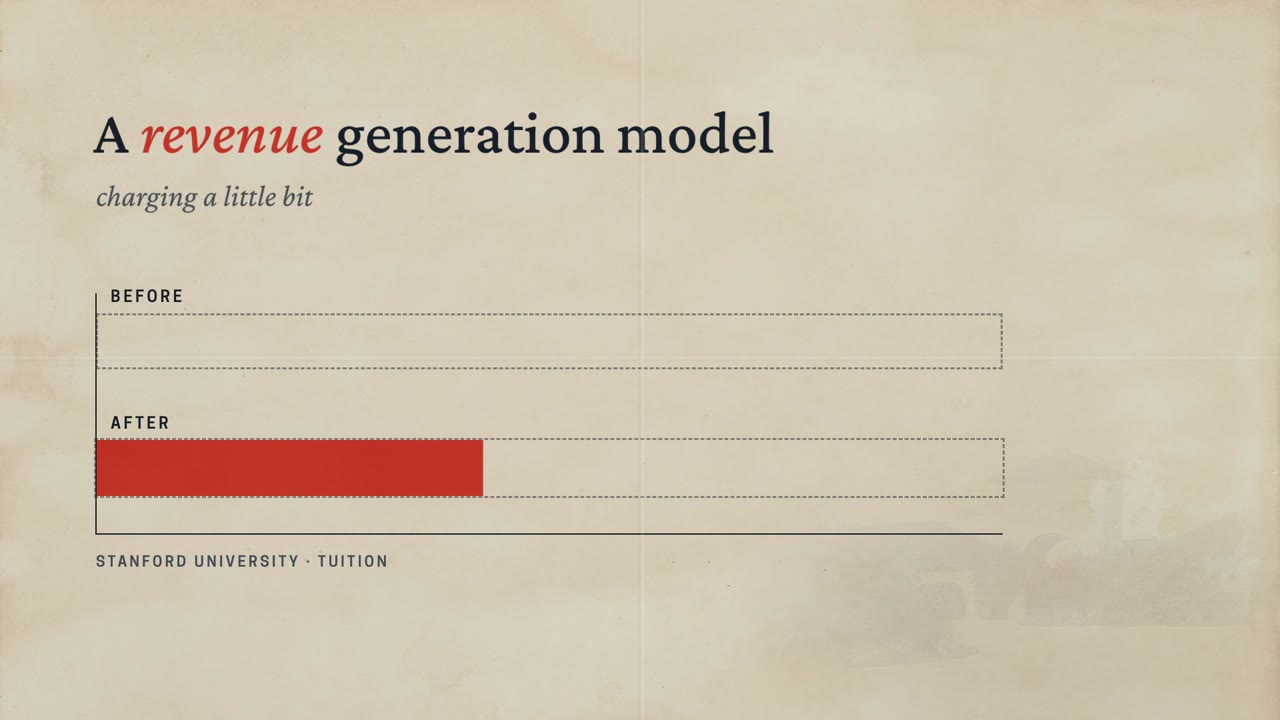 A revenue generation model
charging a little bit
BEFORE
AFTER
STANFORD UNIVERSITY · TUITION